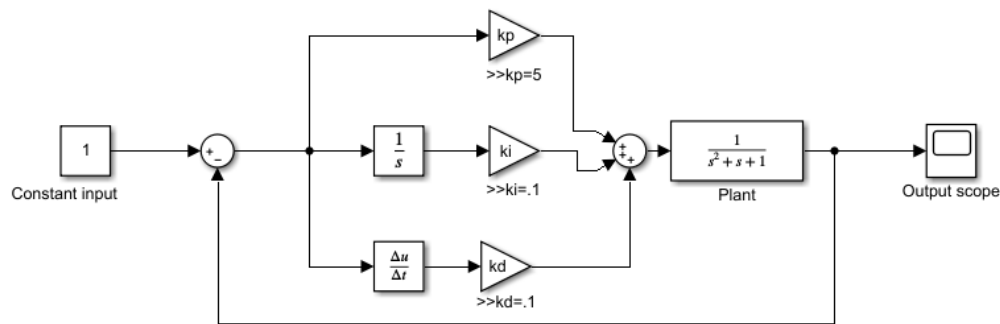 kp
>>kp=5
1
Constant input
+
−
1
s
ki
>>ki=.1
+
+
+
1
s² + s + 1
Plant
Output scope
Δu
Δt
kd
>>kd=.1